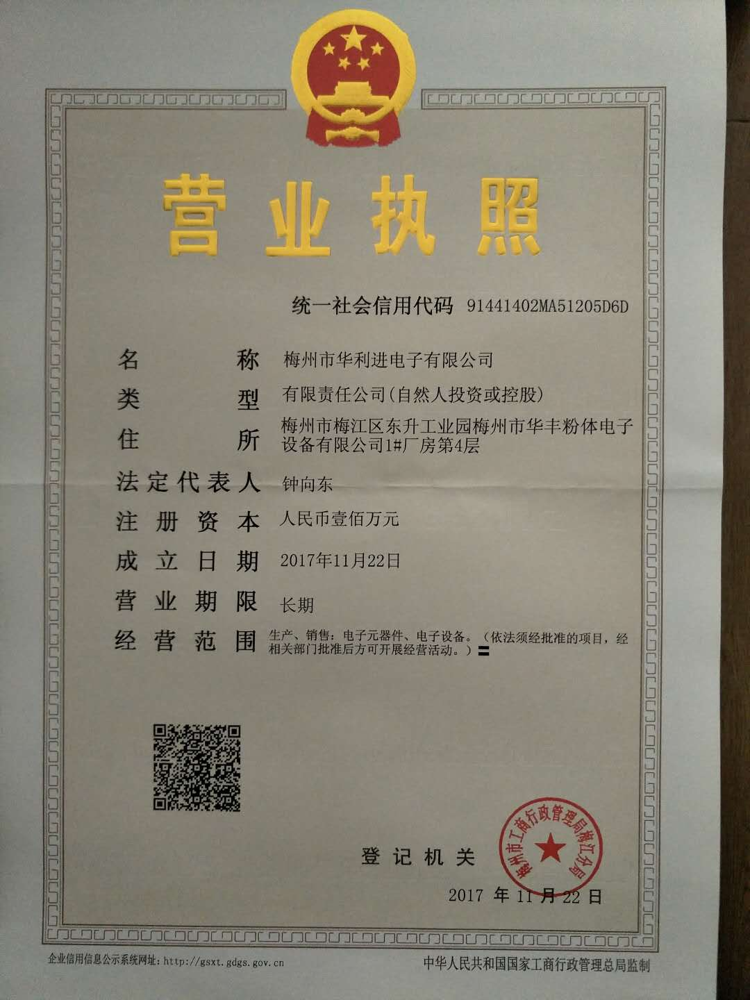 营业执照
统一社会信用代码 91441402MA51205D6D
名称 梅州市华利进电子有限公司
类型 有限责任公司(自然人投资或控股)
住所 梅州市梅江区东升工业园梅州市华丰粉体电子
设备有限公司1#厂房第4层
法定代表人 钟向东
注册资本 人民币壹佰万元
成立日期 2017年11月22日
营业期限 长期
经营范围 生产、销售：电子元器件、电子设备。（依法须经批准的项目，经
相关部门批准后方可开展经营活动。）〓
梅州市工商行政管理局梅江分局
登记机关
2017 年 11 月 22 日
企业信用信息公示系统网址：http://gsxt.gdgs.gov.cn
中华人民共和国国家工商行政管理总局监制